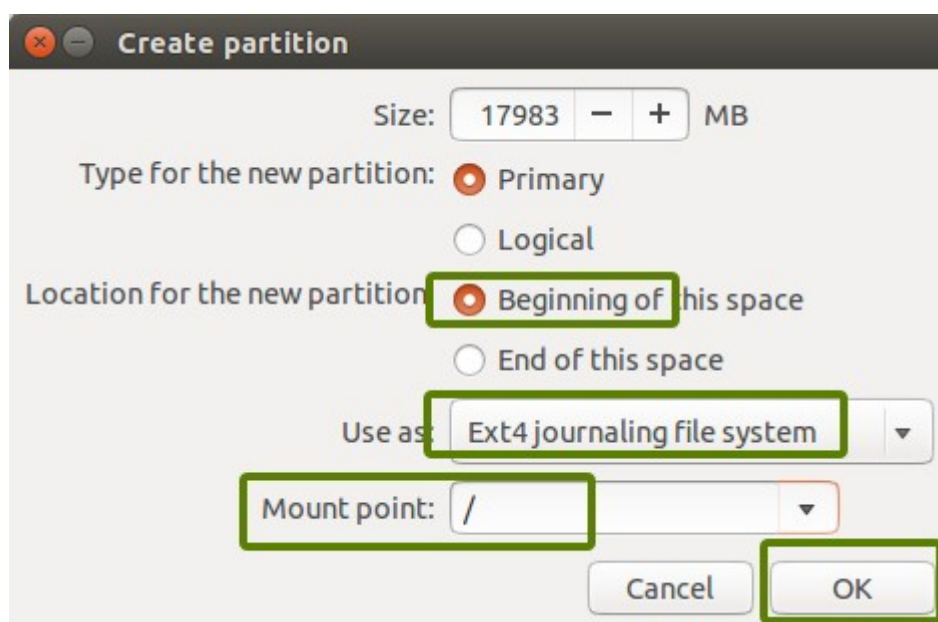 Create partition
Size: 17983 − + MB
Type for the new partition: Primary
Logical
Location for the new partition Beginning of this space
End of this space
Use as: Ext4 journaling file system
Mount point: /
Cancel OK